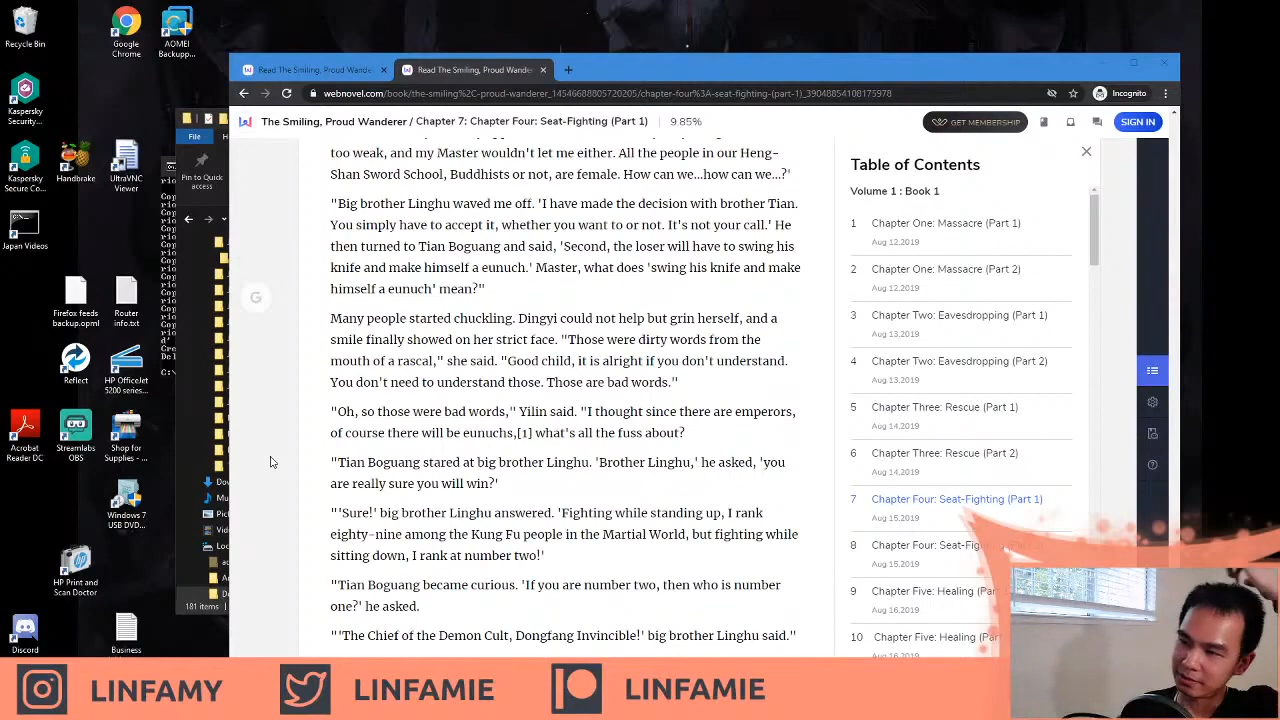 Recycle Bin
Google
Chrome
AOMEI
Backupp...
Kaspersky
Security...
Kaspersky
Secure Co...
Handbrake
UltraVNC
Viewer
Japan Videos
Firefox feeds
backup.opml
Router
info.txt
Reflect
HP OfficeJet
5200 series...
Acrobat
Reader DC
Streamlabs
OBS
Shop for
Supplies - ...
Windows 7
USB DVD...
HP Print and
Scan Doctor
Discord
Business
File
Pin to Quick
access
181 items
Read The Smiling, Proud Wande
Read The Smiling, Proud Wande
webnovel.com/book/the-smiling%2C-proud-wanderer_14546688805720205/chapter-four%3A-seat-fighting-(part-1)_39048854108175978
Incognito
The Smiling, Proud Wanderer / Chapter 7: Chapter Four: Seat-Fighting (Part 1)
9.85%
GET MEMBERSHIP
SIGN IN
too weak, and my Master wouldn't let me either. All the people in our Heng-
Shan Sword School, Buddhists or not, are female. How can we...how can we...?'
"Big brother Linghu waved me off. 'I have made the decision with brother Tian.
You simply have to accept it, whether you want to or not. It's not your call.' He
then turned to Tian Boguang and said, 'Second, the loser will have to swing his
knife and make himself a eunuch.' Master, what does 'swing his knife and make
himself a eunuch' mean?"
Many people started chuckling. Dingyi could not help but grin herself, and a
smile finally showed on her strict face. "Those were dirty words from the
mouth of a rascal," she said. "Good child, it is alright if you don't understand.
You don't need to understand those. Those are bad words."
"Oh, so those were bad words," Yilin said. "I thought since there are emperors,
of course there will be eunuchs,[1] what's all the fuss about?
"Tian Boguang stared at big brother Linghu. 'Brother Linghu,' he asked, 'you
are really sure you will win?'
"'Sure!' big brother Linghu answered. 'Fighting while standing up, I rank
eighty-nine among the Kung Fu people in the Martial World, but fighting while
sitting down, I rank at number two!'
"Tian Boguang became curious. 'If you are number two, then who is number
one?' he asked.
"'The Chief of the Demon Cult, Dongfang Invincible!' big brother Linghu said."
Table of Contents
Volume 1 : Book 1
1 Chapter One: Massacre (Part 1)
Aug 12,2019
2 Chapter One: Massacre (Part 2)
Aug 12,2019
3 Chapter Two: Eavesdropping (Part 1)
Aug 13,2019
4 Chapter Two: Eavesdropping (Part 2)
Aug 13,2019
5 Chapter Three: Rescue (Part 1)
Aug 14,2019
6 Chapter Three: Rescue (Part 2)
Aug 14,2019
7 Chapter Four: Seat-Fighting (Part 1)
Aug 15,2019
8 Chapter Four: Seat-Fig
Aug 15,2019
9 Chapter Five: Healing (P
Aug 16,2019
10 Chapter Five: Healing (Par
LINFAMY
LINFAMIE
LINFAMIE